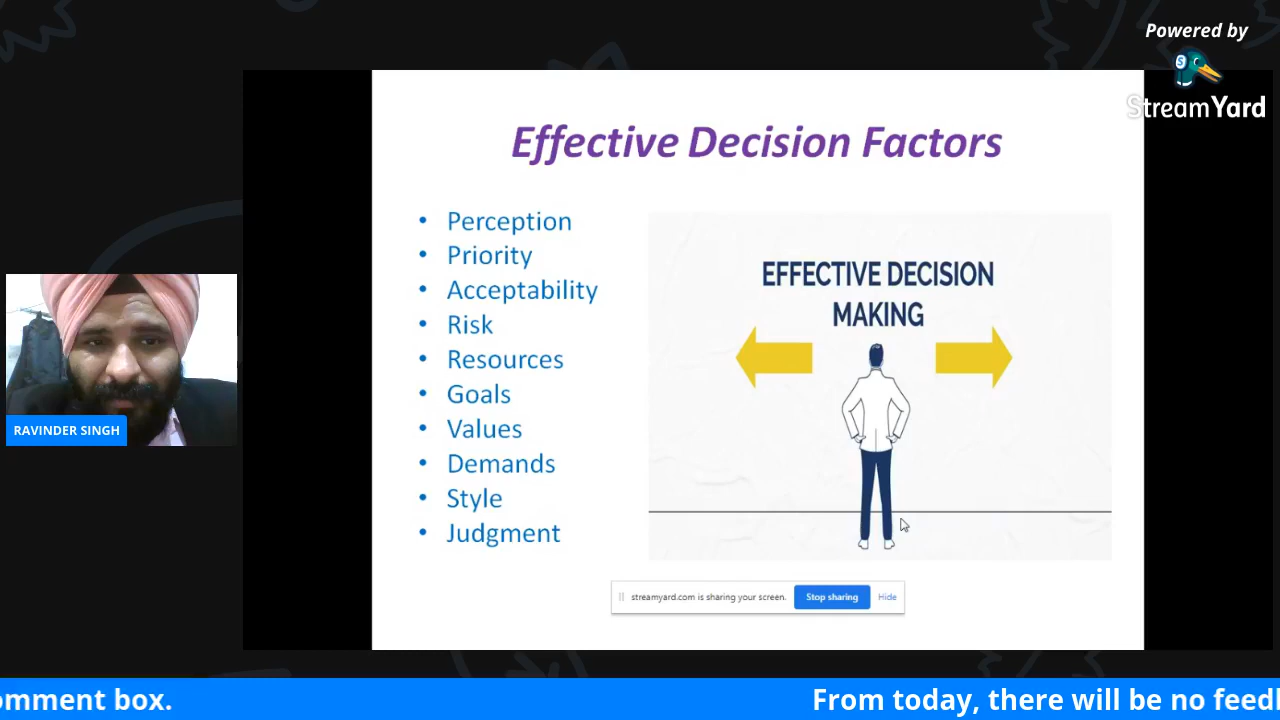 Powered by
StreamYard
Effective Decision Factors
• Perception
• Priority
• Acceptability
• Risk
• Resources
• Goals
• Values
• Demands
• Style
• Judgment
EFFECTIVE DECISION
MAKING
RAVINDER SINGH
streamyard.com is sharing your screen. Stop sharing Hide
omment box. From today, there will be no feed